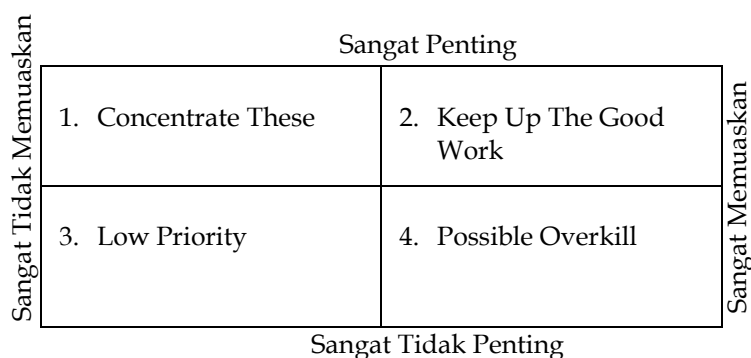 Sangat Penting
Sangat Tidak Memuaskan
1. Concentrate These
2. Keep Up The Good
Work
Sangat Memuaskan
3. Low Priority
4. Possible Overkill
Sangat Tidak Penting